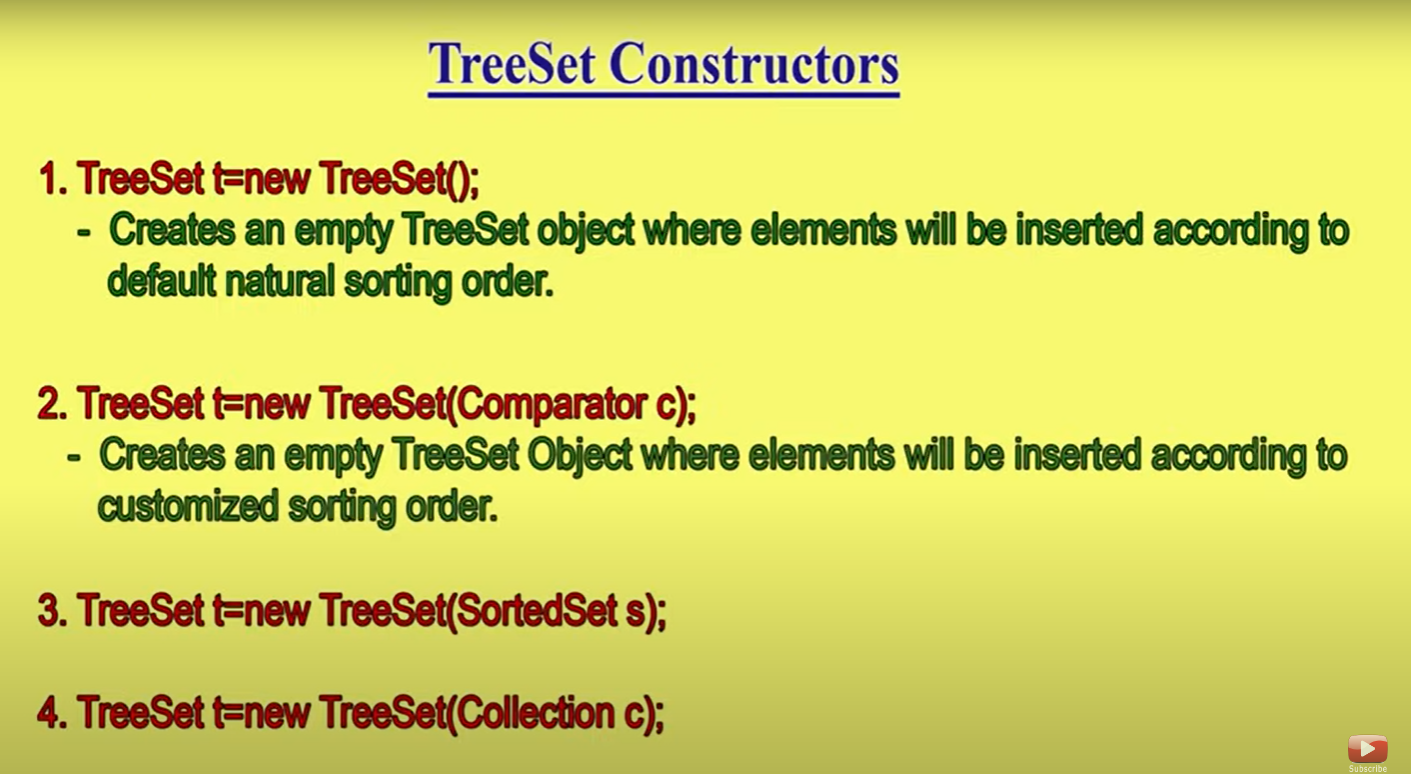 TreeSet Constructors
1. TreeSet t=new TreeSet();
- Creates an empty TreeSet object where elements will be inserted according to
default natural sorting order.
2. TreeSet t=new TreeSet(Comparator c);
- Creates an empty TreeSet Object where elements will be inserted according to
customized sorting order.
3. TreeSet t=new TreeSet(SortedSet s);
4. TreeSet t=new TreeSet(Collection c);
Subscribe